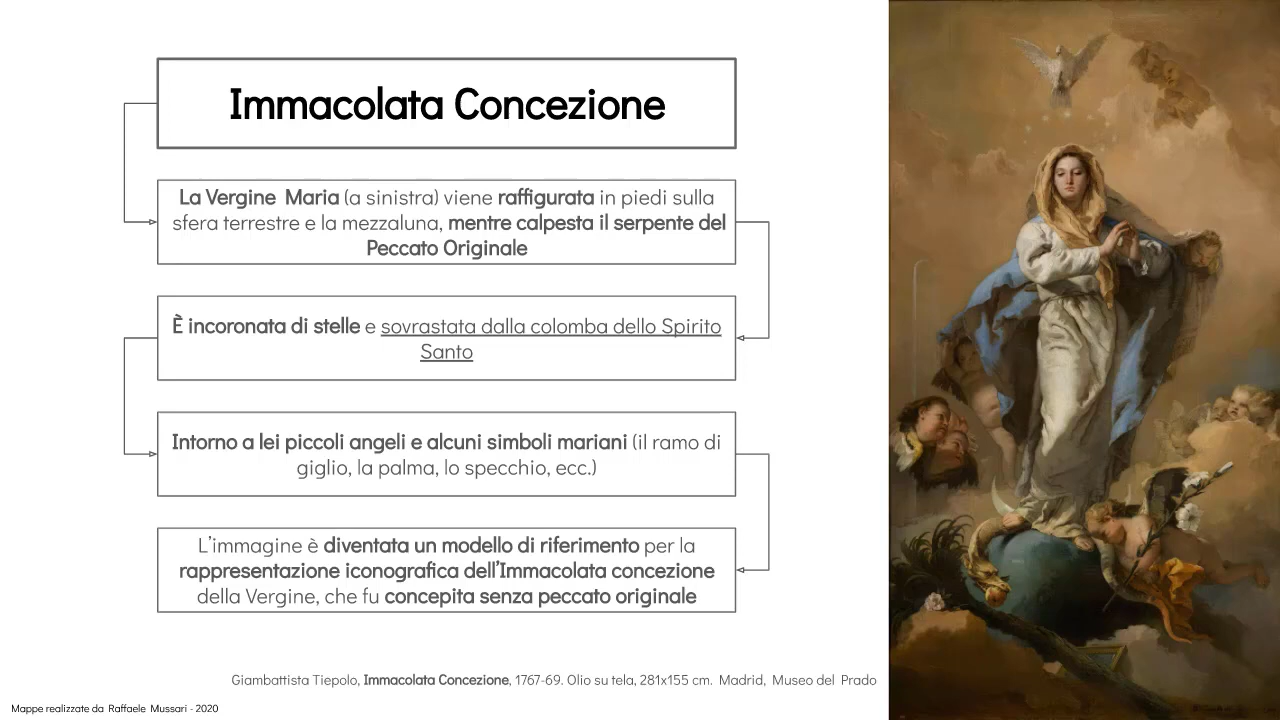 Immacolata Concezione
La Vergine Maria (a sinistra) viene raffigurata in piedi sulla
sfera terrestre e la mezzaluna, mentre calpesta il serpente del
Peccato Originale
È incoronata di stelle e sovrastata dalla colomba dello Spirito
Santo
Intorno a lei piccoli angeli e alcuni simboli mariani (il ramo di
giglio, la palma, lo specchio, ecc.)
L'immagine è diventata un modello di riferimento per la
rappresentazione iconografica dell'Immacolata concezione
della Vergine, che fu concepita senza peccato originale
Giambattista Tiepolo, Immacolata Concezione, 1767-69. Olio su tela, 281x155 cm. Madrid, Museo del Prado
Mappe realizzate da Raffaele Mussari - 2020